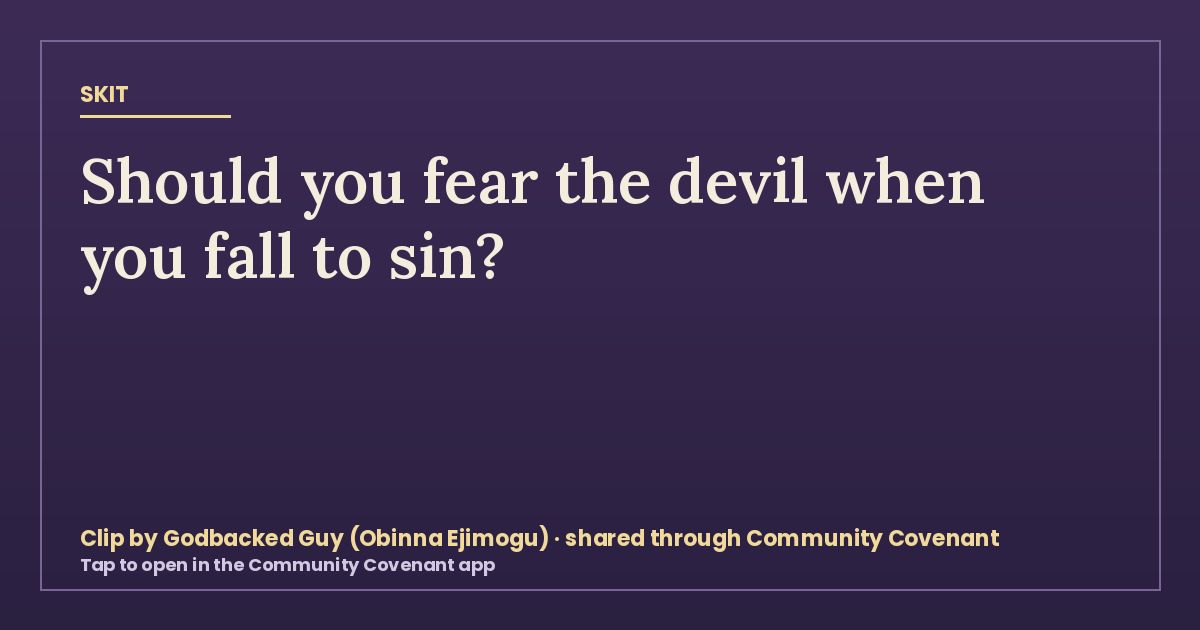 SKIT
Should you fear the devil when
you fall to sin?
Clip by Godbacked Guy (Obinna Ejimogu) · shared through Community Covenant
Tap to open in the Community Covenant app